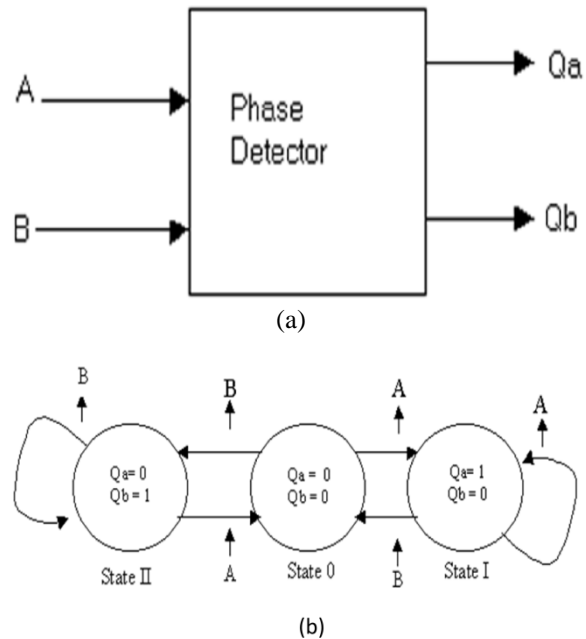 A
B
Phase
Detector
Qa
Qb
(a)
B
B
A
A
Qa= 0
Qb = 1
Qa = 0
Qb = 0
Qa= 1
Qb = 0
State II
A
State 0
B
State I
(b)